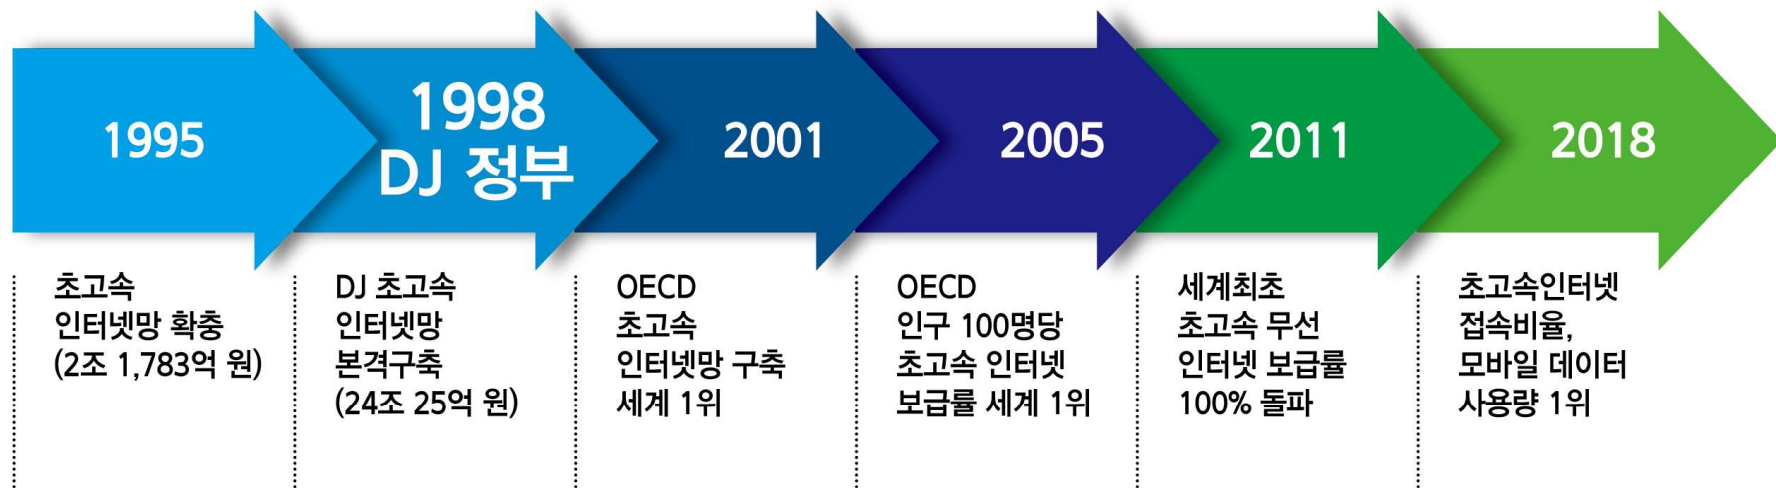 1995
1998
DJ 정부
2001
2005
2011
2018
초고속
인터넷망 확충
(2조 1,783억 원)
DJ 초고속
인터넷망
본격구축
(24조 25억 원)
OECD
초고속
인터넷망 구축
세계 1위
OECD
인구 100명당
초고속 인터넷
보급률 세계 1위
세계최초
초고속 무선
인터넷 보급률
100% 돌파
초고속인터넷
접속비율,
모바일 데이터
사용량 1위